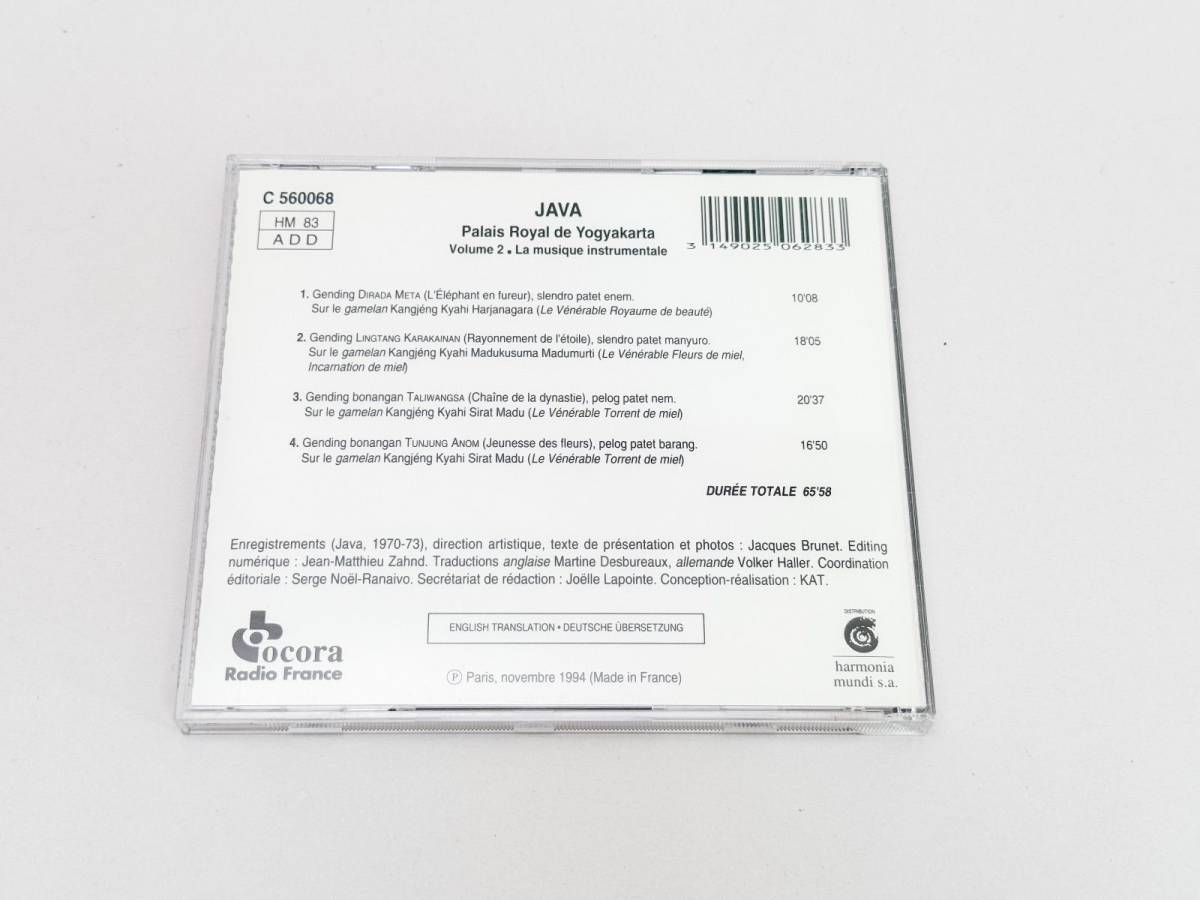 C 560068
HM 83
ADD
JAVA
Palais Royal de Yogyakarta
Volume 2 • La musique instrumentale
3 149025 062833
1. Gending DIRADA META (L'Éléphant en fureur), slendro patet enem. 10'08
Sur le gamelan Kangjéng Kyahi Harjanagara (Le Vénérable Royaume de beauté)
2. Gending LINGTANG KARAKAINAN (Rayonnement de l'étoile), slendro patet manyuro. 18'05
Sur le gamelan Kangjéng Kyahi Madukusuma Madumurti (Le Vénérable Fleurs de miel,
Incarnation de miel)
3. Gending bonangan TALIWANGSA (Chaîne de la dynastie), pelog patet nem. 20'37
Sur le gamelan Kangjéng Kyahi Sirat Madu (Le Vénérable Torrent de miel)
4. Gending bonangan TUNJUNG ANOM (Jeunesse des fleurs), pelog patet barang. 16'50
Sur le gamelan Kangjéng Kyahi Sirat Madu (Le Vénérable Torrent de miel)
DURÉE TOTALE 65'58
Enregistrements (Java, 1970-73), direction artistique, texte de présentation et photos : Jacques Brunet. Editing
numérique : Jean-Matthieu Zahnd. Traductions anglaise Martine Desbureaux, allemande Volker Haller. Coordination
éditoriale : Serge Noël-Ranaivo. Secrétariat de rédaction : Joëlle Lapointe. Conception-réalisation : KAT.
ocora
Radio France
ENGLISH TRANSLATION • DEUTSCHE ÜBERSETZUNG
Ⓟ Paris, novembre 1994 (Made in France)
DISTRIBUTION
harmonia
mundi s.a.